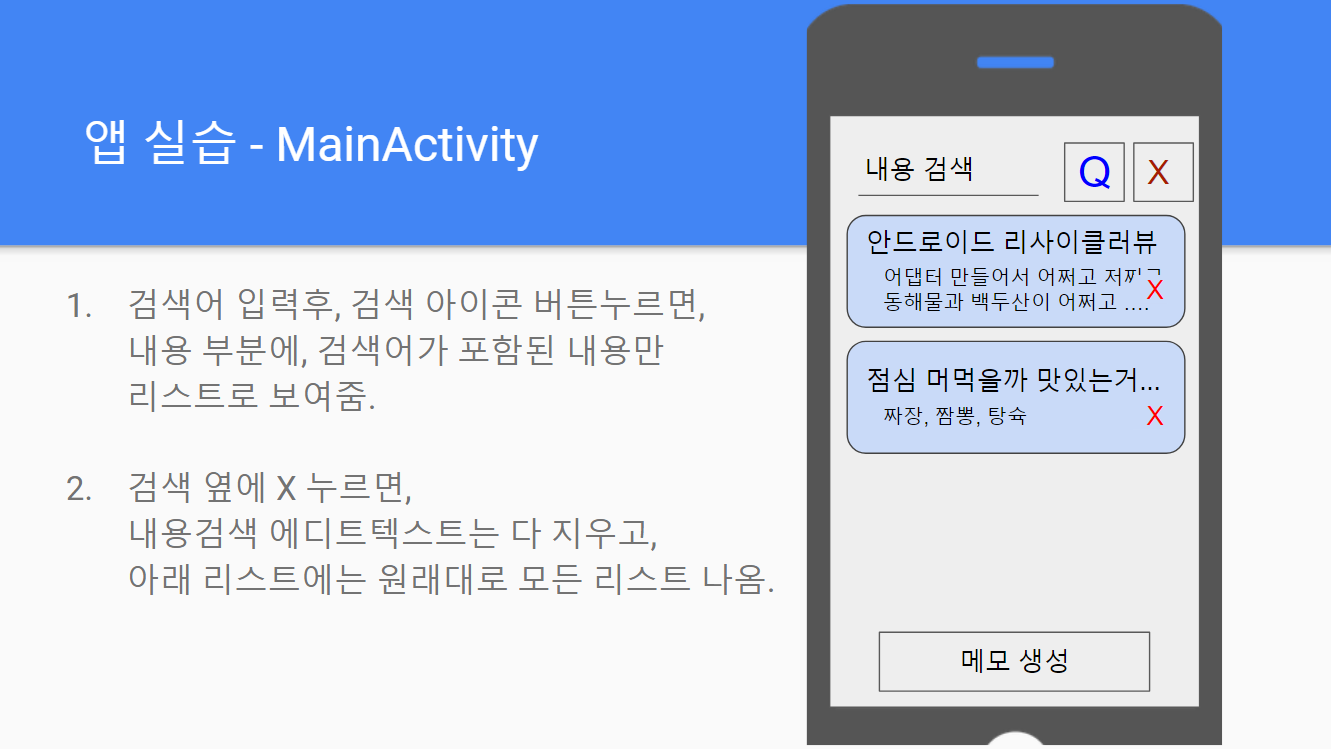 앱 실습 - MainActivity
1. 검색어 입력후, 검색 아이콘 버튼누르면,
내용 부분에, 검색어가 포함된 내용만
리스트로 보여줌.
2. 검색 옆에 X 누르면,
내용검색 에디트텍스트는 다 지우고,
아래 리스트에는 원래대로 모든 리스트 나옴.
내용 검색 Q X
안드로이드 리사이클러뷰
어댑터 만들어서 어쩌고
동해물과 백두산이 어쩌고 ....
X
점심 머먹을까 맛있는거...
짜장, 짬뽕, 탕슉 X
메모 생성